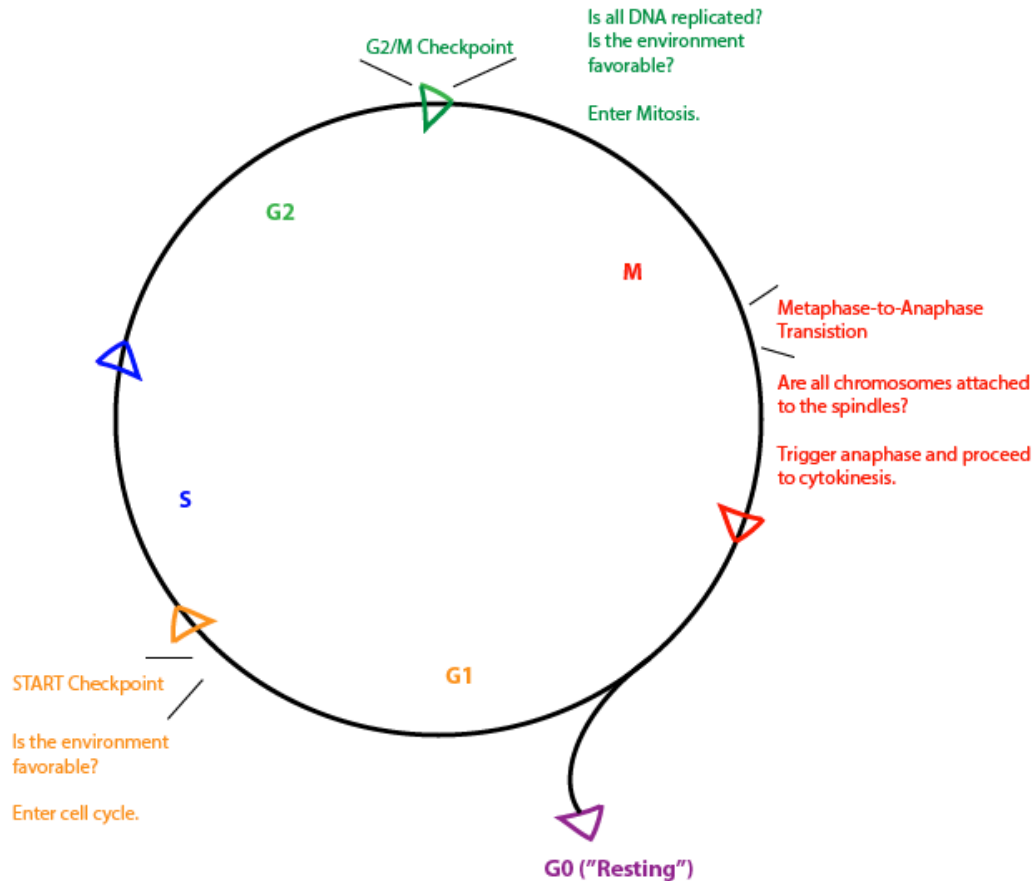 G2/M Checkpoint
Is all DNA replicated?
Is the environment
favorable?
Enter Mitosis.
G2
M
Metaphase-to-Anaphase
Transistion
Are all chromosomes attached
to the spindles?
Trigger anaphase and proceed
to cytokinesis.
S
G1
START Checkpoint
Is the environment
favorable?
Enter cell cycle.
G0 ("Resting")